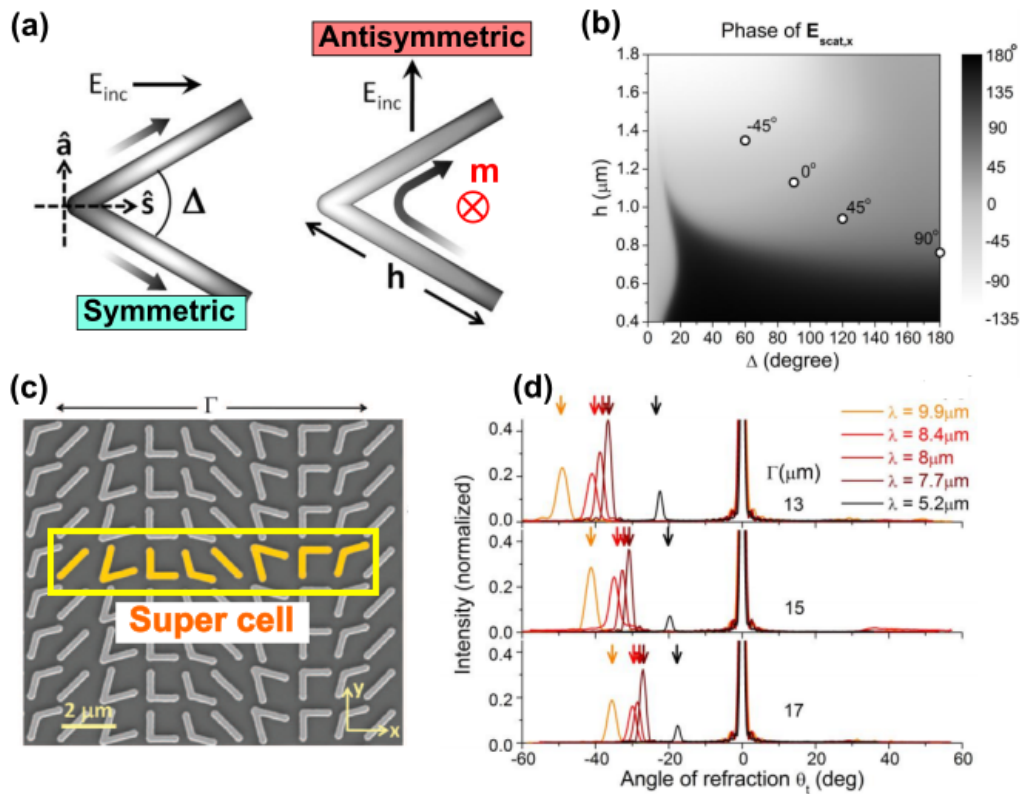 (a)
Antisymmetric
E_inc
E_inc
â
ŝ
Δ
m
h
Symmetric
(b)
Phase of E_scat,x
1.8
1.6
1.4
1.2
1.0
0.8
0.6
0.4
h (μm)
-45°
0°
45°
90°
0 20 40 60 80 100 120 140 160 180
Δ (degree)
180°
135
90
45
0
-45
-90
-135
(c)
Γ
Super cell
2 μm
y
x
(d)
Intensity (normalized)
0.4
0.2
0.0
λ = 9.9μm
λ = 8.4μm
λ = 8μm
λ = 7.7μm
λ = 5.2μm
Γ(μm)
13
0.4
0.2
0.0
15
0.4
0.2
0.0
17
-60 -40 -20 0 20 40 60
Angle of refraction θ_t (deg)